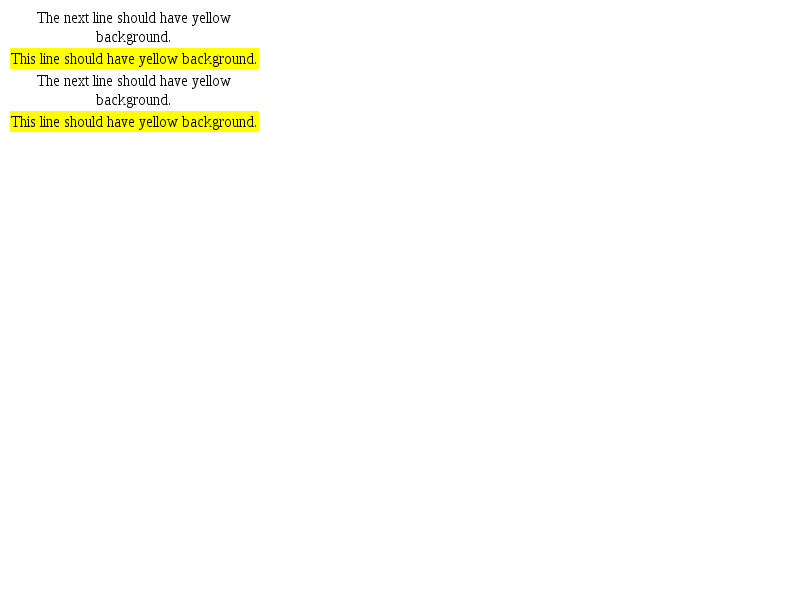 The next line should have yellow
background.
This line should have yellow background.
The next line should have yellow
background.
This line should have yellow background.